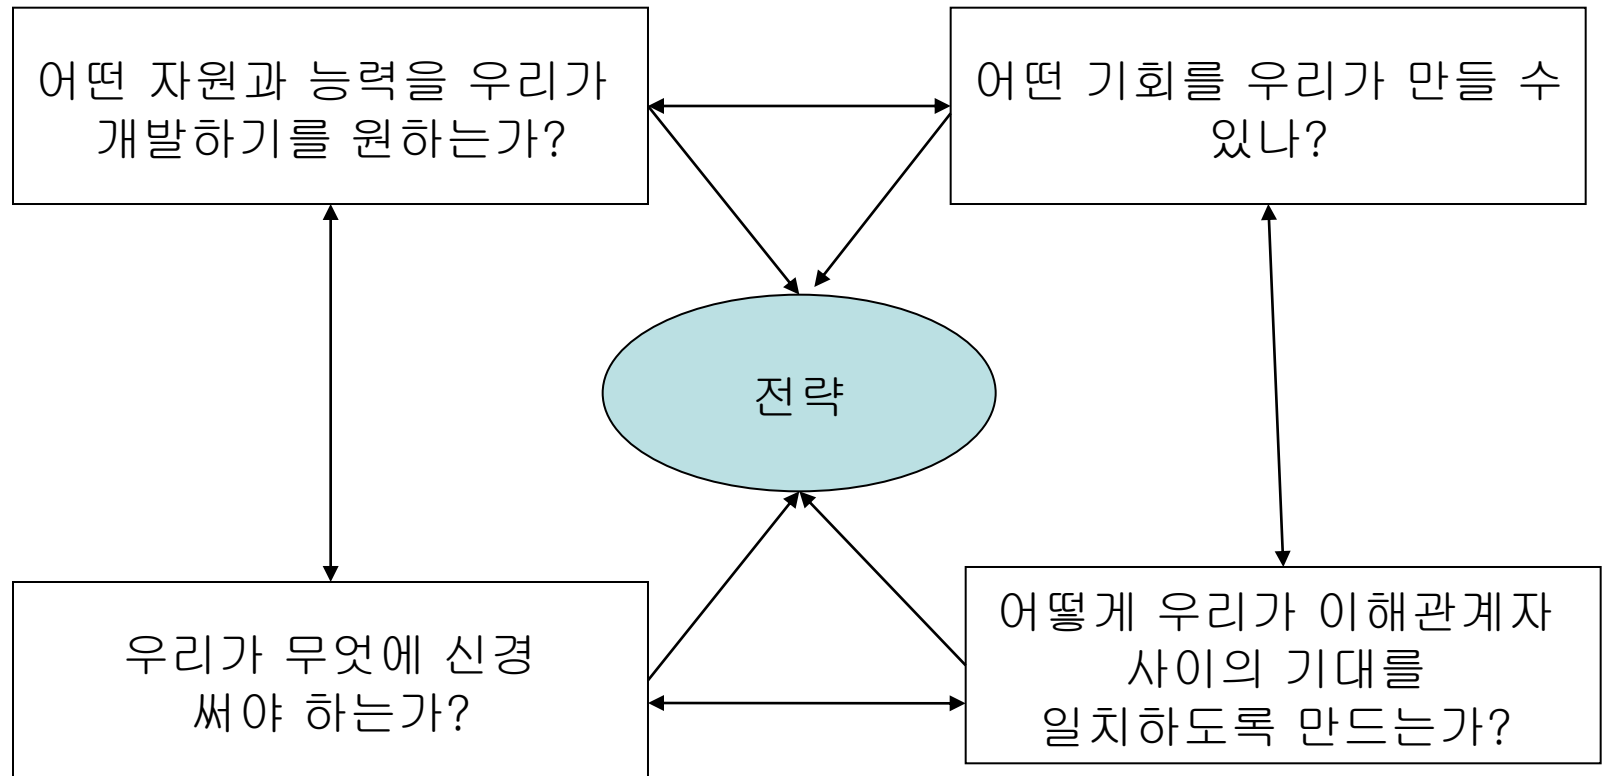 어떤 자원과 능력을 우리가
개발하기를 원하는가?
어떤 기회를 우리가 만들 수
있나?
전략
우리가 무엇에 신경
써야 하는가?
어떻게 우리가 이해관계자
사이의 기대를
일치하도록 만드는가?